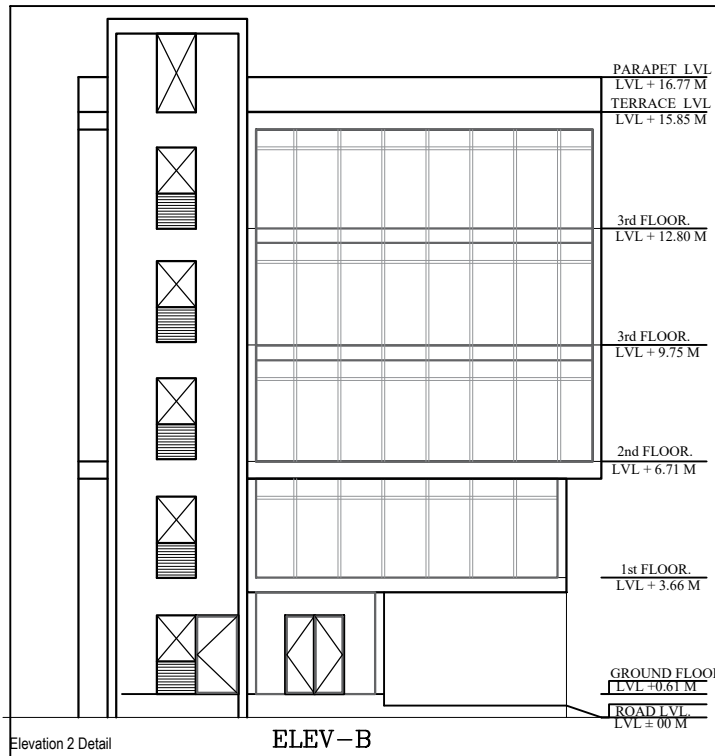 PARAPET LVL
LVL + 16.77 M
TERRACE LVL
LVL + 15.85 M
3rd FLOOR.
LVL + 12.80 M
3rd FLOOR.
LVL + 9.75 M
2nd FLOOR.
LVL + 6.71 M
1st FLOOR.
LVL + 3.66 M
GROUND FLOOR
LVL +0.61 M
ROAD LVL.
LVL ± 00 M
Elevation 2 Detail
ELEV-B